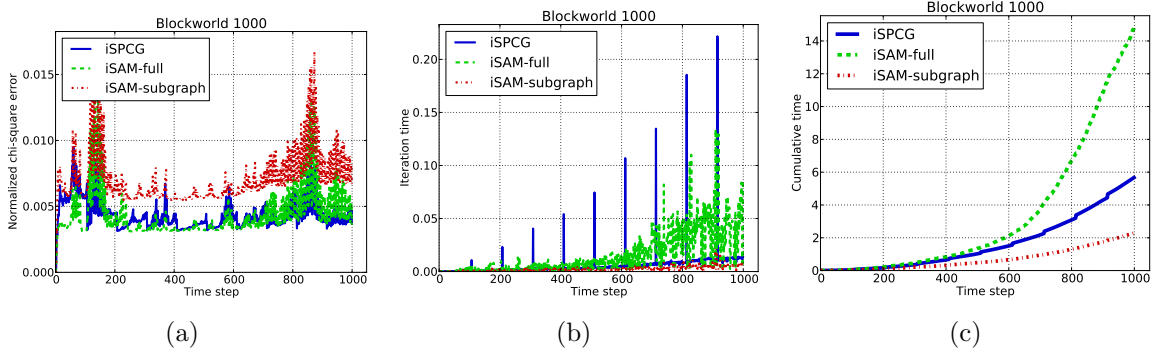 Blockworld 1000
iSPCG
iSAM-full
iSAM-subgraph
Normalized chi-square error
0.015
0.010
0.005
0.000
0 200 400 600 800 1000
Time step
(a)
Blockworld 1000
iSPCG
iSAM-full
iSAM-subgraph
Iteration time
0.20
0.15
0.10
0.05
0.00
0 200 400 600 800 1000
Time step
(b)
Blockworld 1000
iSPCG
iSAM-full
iSAM-subgraph
Cumulative time
14
12
10
8
6
4
2
0
0 200 400 600 800 1000
Time step
(c)